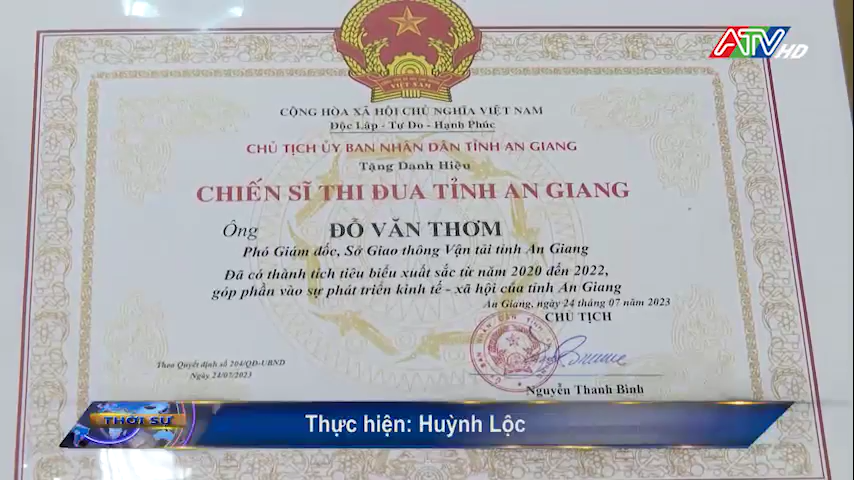 ATV HD
VIỆT NAM
CỘNG HÒA XÃ HỘI CHỦ NGHĨA VIỆT NAM
Độc Lập - Tự Do - Hạnh Phúc
CHỦ TỊCH ỦY BAN NHÂN DÂN TỈNH AN GIANG
Tặng Danh Hiệu
CHIẾN SĨ THI ĐUA TỈNH AN GIANG
Ông ĐỖ VĂN THƠM
Phó Giám đốc, Sở Giao thông Vận tải tỉnh An Giang
Đã có thành tích tiêu biểu xuất sắc từ năm 2020 đến 2022,
góp phần vào sự phát triển kinh tế - xã hội của tỉnh An Giang
An Giang, ngày 24 tháng 07 năm 2023
CHỦ TỊCH
Theo Quyết định số 204/QĐ-UBND
Ngày 24/07/2023
Nguyễn Thanh Bình
THỜI SỰ
Thực hiện: Huỳnh Lộc